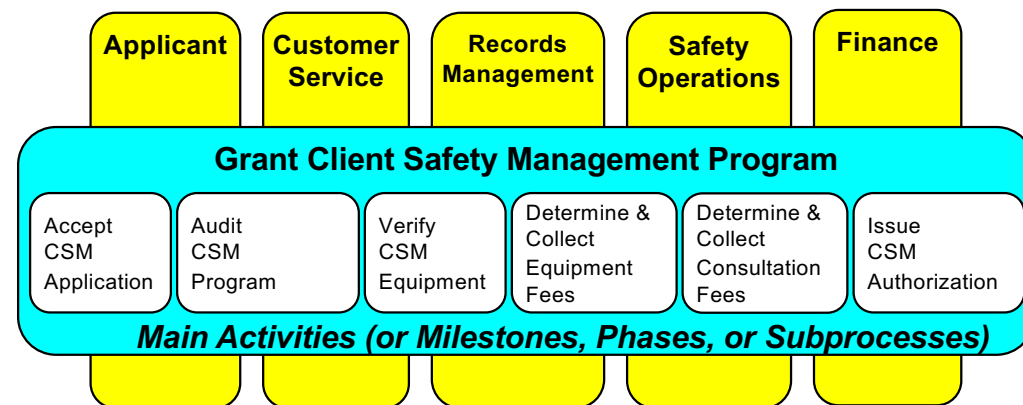 Applicant
Customer
Service
Records
Management
Safety
Operations
Finance
Grant Client Safety Management Program
Accept
CSM
Application
Audit
CSM
Program
Verify
CSM
Equipment
Determine &
Collect
Equipment
Fees
Determine &
Collect
Consultation
Fees
Issue
CSM
Authorization
Main Activities (or Milestones, Phases, or Subprocesses)